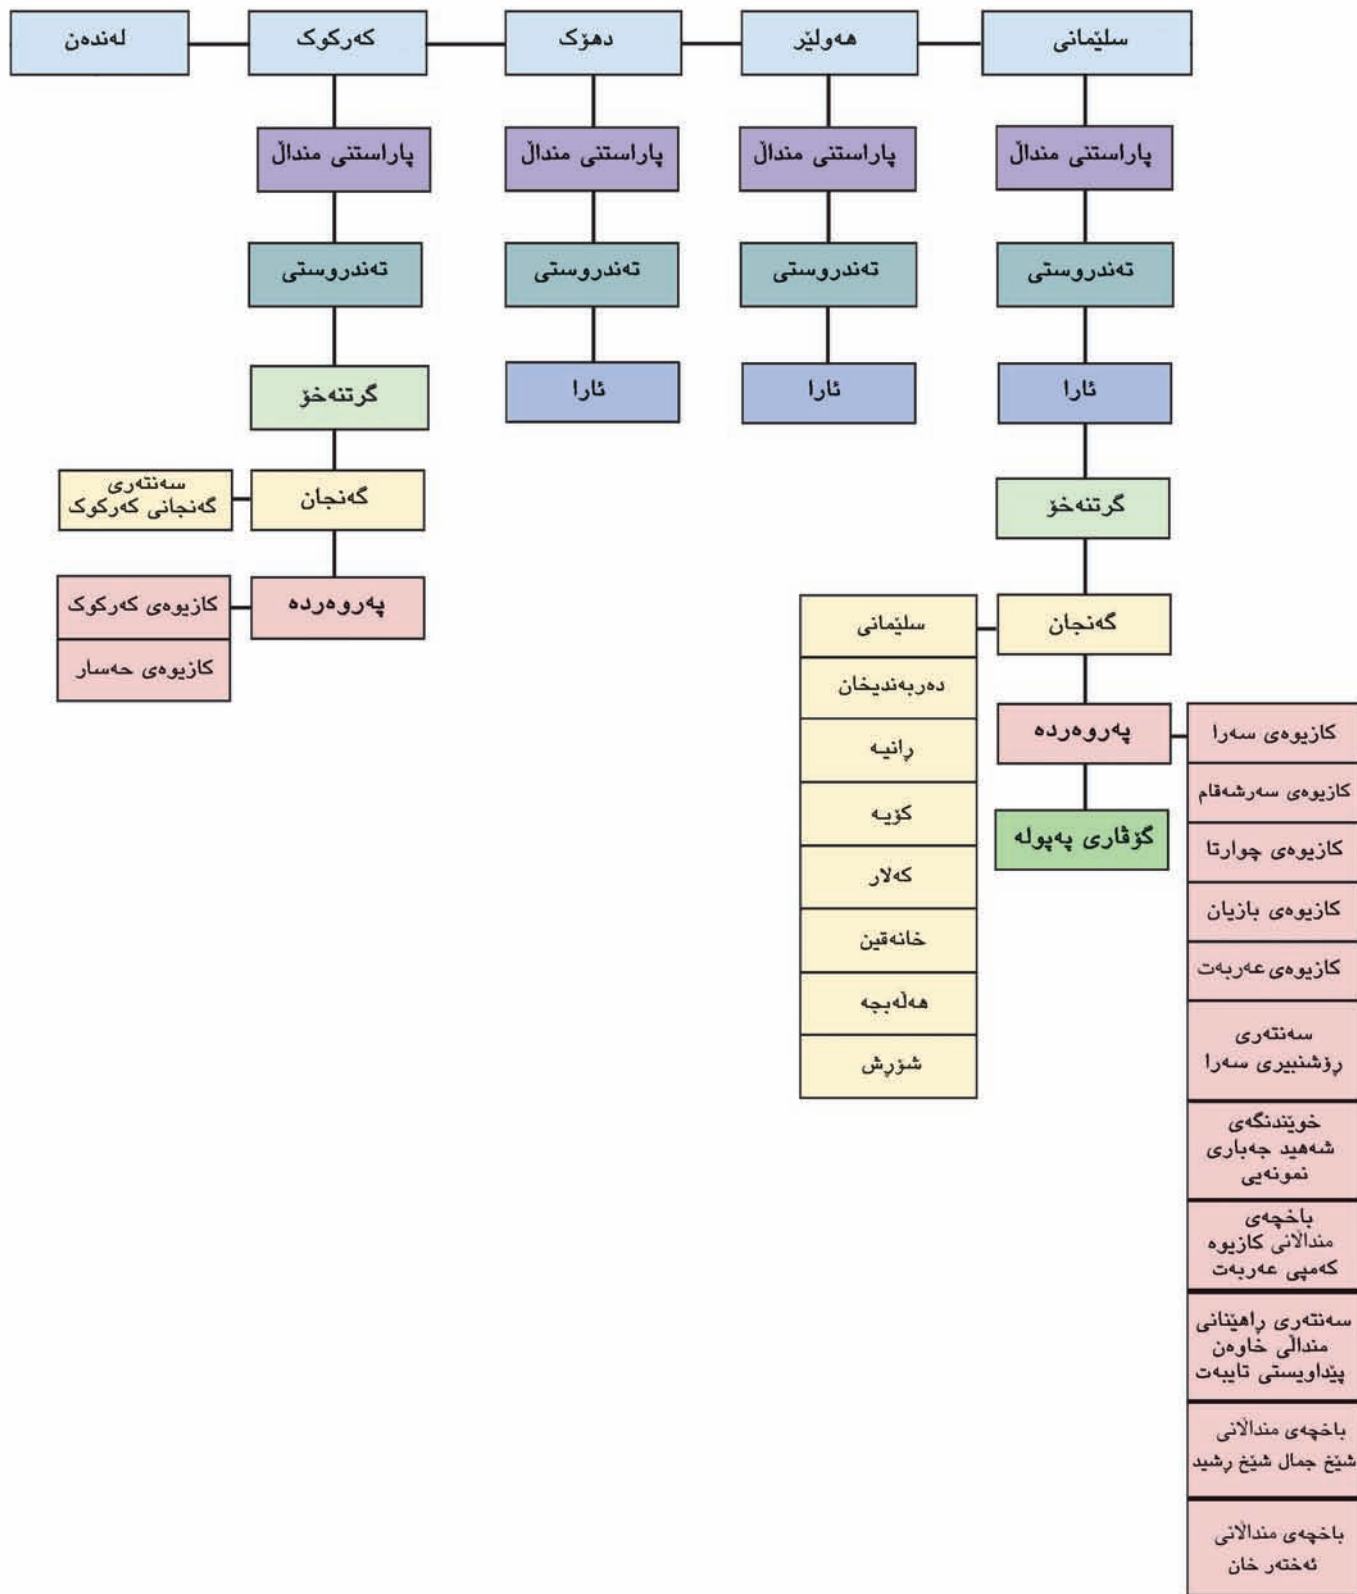 سلێمانی
هەولێر
دهۆک
کەرکوک
لەندەن
پاراستنی منداڵ
پاراستنی منداڵ
پاراستنی منداڵ
پاراستنی منداڵ
تەندروستی
تەندروستی
تەندروستی
تەندروستی
ئارا
ئارا
ئارا
گرتنەخۆ
گرتنەخۆ
گەنجان
سەنتەری
گەنجانی کەرکوک
پەروەردە
کازیوەی کەرکوک
کازیوەی حەسار
گەنجان
سلێمانی
دەربەندیخان
ڕانیە
کۆیە
کەلار
خانەقین
هەڵەبجە
شۆڕش
پەروەردە
گۆڤاری پەپولە
کازیوەی سەرا
کازیوەی سەرشەقام
کازیوەی چوارتا
کازیوەی بازیان
کازیوەی عەربەت
سەنتەری
ڕۆشنبیری سەرا
خوێندنگەی
شەهید جەباری
نمونەیی
باخچەی
منداڵانی کازیوە
کەمپی عەربەت
سەنتەری ڕاهێنانی
منداڵی خاوەن
پێداویستی تایبەت
باخچەی منداڵانی
شێخ جمال شێخ ڕشید
باخچەی منداڵانی
ئەختەر خان